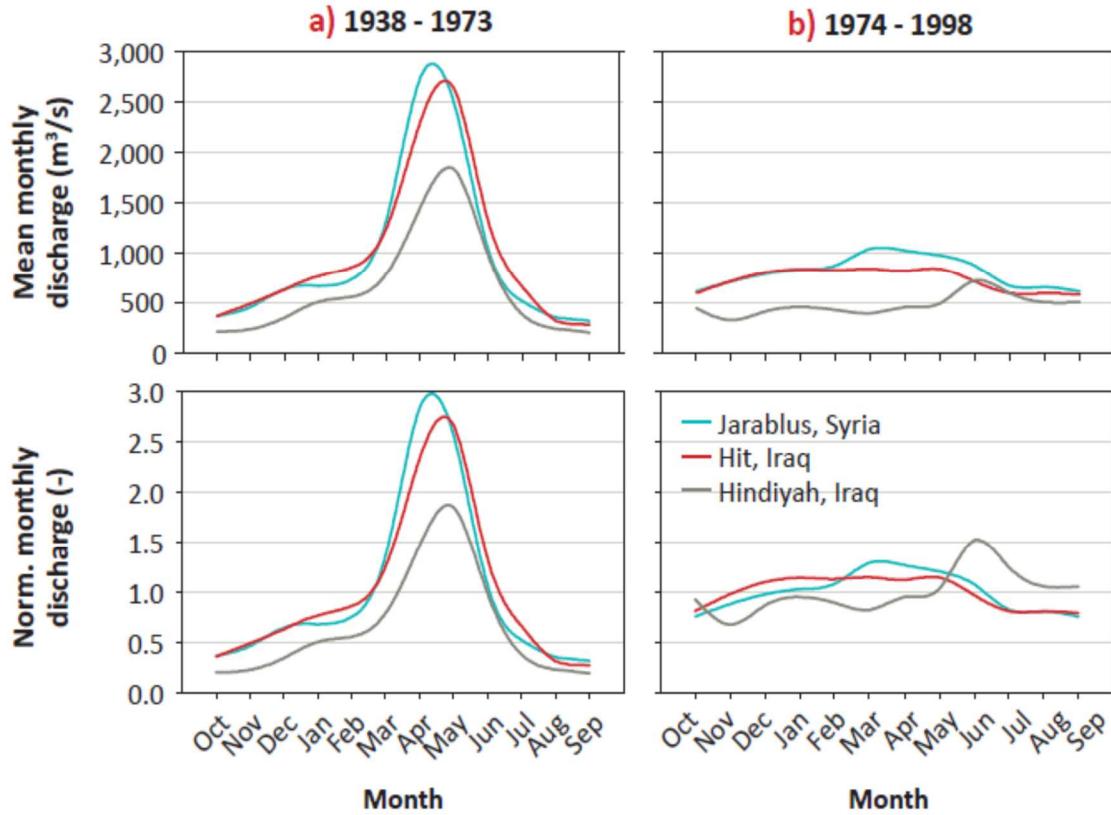 a) 1938 - 1973
b) 1974 - 1998
Mean monthly
discharge (m³/s)
3,000
2,500
2,000
1,500
1,000
500
0
Norm. monthly
discharge (-)
3.0
2.5
2.0
1.5
1.0
0.5
0.0
Jarablus, Syria
Hit, Iraq
Hindiyah, Iraq
Oct Nov Dec Jan Feb Mar Apr May Jun Jul Aug Sep
Oct Nov Dec Jan Feb Mar Apr May Jun Jul Aug Sep
Month
Month